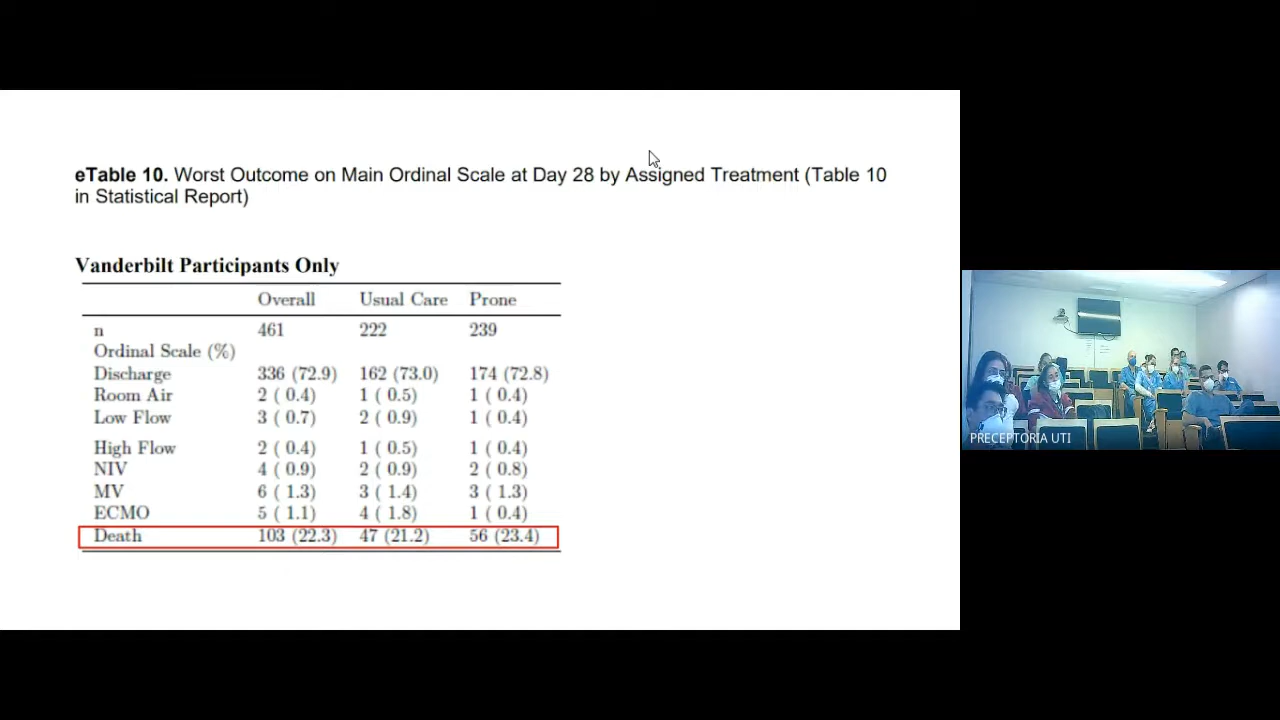 eTable 10. Worst Outcome on Main Ordinal Scale at Day 28 by Assigned Treatment (Table 10
in Statistical Report)
Vanderbilt Participants Only
Overall Usual Care Prone
n 461 222 239
Ordinal Scale (%)
Discharge 336 (72.9) 162 (73.0) 174 (72.8)
Room Air 2 ( 0.4) 1 ( 0.5) 1 ( 0.4)
Low Flow 3 ( 0.7) 2 ( 0.9) 1 ( 0.4)
High Flow 2 ( 0.4) 1 ( 0.5) 1 ( 0.4)
NIV 4 ( 0.9) 2 ( 0.9) 2 ( 0.8)
MV 6 ( 1.3) 3 ( 1.4) 3 ( 1.3)
ECMO 5 ( 1.1) 4 ( 1.8) 1 ( 0.4)
Death 103 (22.3) 47 (21.2) 56 (23.4)
PRECEPTORIA UTI